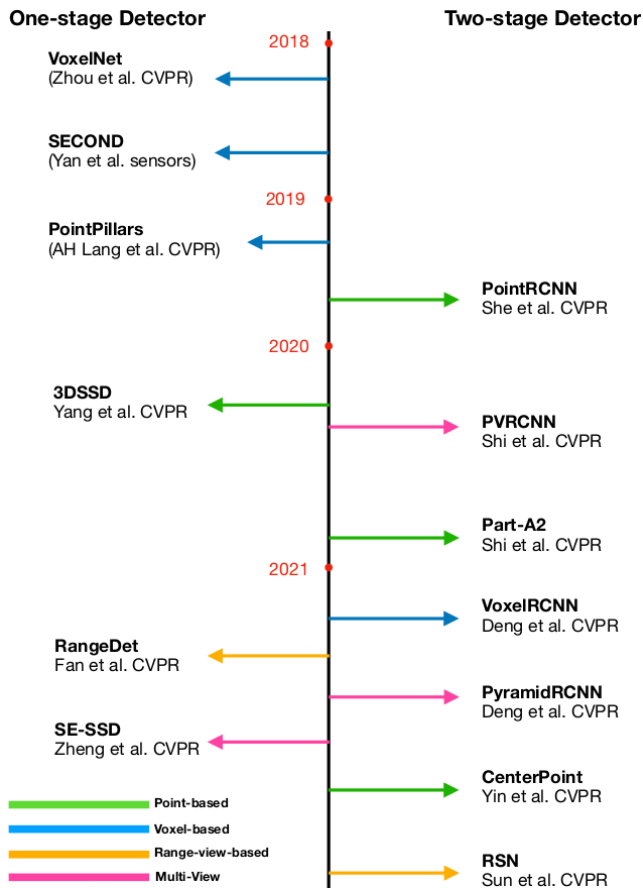 One-stage Detector
Two-stage Detector
2018
VoxelNet
(Zhou et al. CVPR)
SECOND
(Yan et al. sensors)
2019
PointPillars
(AH Lang et al. CVPR)
PointRCNN
She et al. CVPR
2020
3DSSD
Yang et al. CVPR
PVRCNN
Shi et al. CVPR
Part-A2
Shi et al. CVPR
2021
VoxelRCNN
Deng et al. CVPR
RangeDet
Fan et al. CVPR
PyramidRCNN
Deng et al. CVPR
SE-SSD
Zheng et al. CVPR
CenterPoint
Yin et al. CVPR
RSN
Sun et al. CVPR
Point-based
Voxel-based
Range-view-based
Multi-View